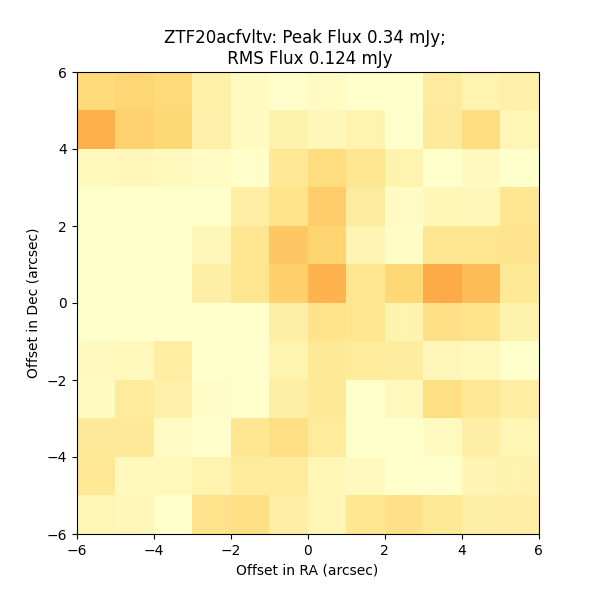 ZTF20acfvltv: Peak Flux 0.34 mJy;
RMS Flux 0.124 mJy
6
4
2
0
−2
−4
−6
Offset in Dec (arcsec)
−6 −4 −2 0 2 4 6
Offset in RA (arcsec)